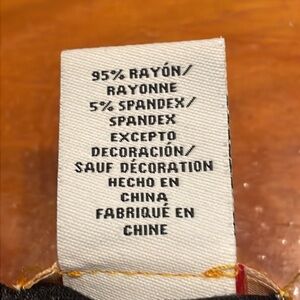 95% RAYÓN/
RAYONNE
5% SPANDEX/
SPANDEX
EXCEPTO
DECORACIÓN/
SAUF DÉCORATION
HECHO EN
CHINA
FABRIQUÉ EN
CHINE